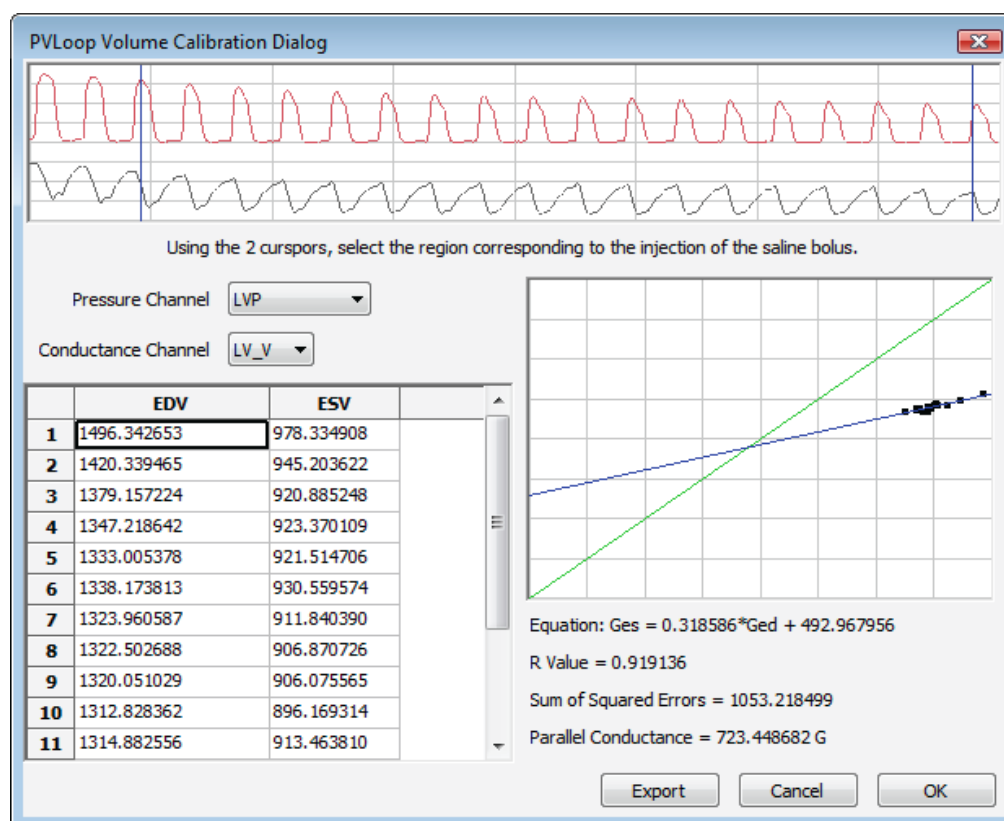 PVLoop Volume Calibration Dialog
Using the 2 curspors, select the region corresponding to the injection of the saline bolus.
Pressure Channel LVP
Conductance Channel LV_V
EDV ESV
1 1496.342653 978.334908
2 1420.339465 945.203622
3 1379.157224 920.885248
4 1347.218642 923.370109
5 1333.005378 921.514706
6 1338.173813 930.559574
7 1323.960587 911.840390
8 1322.502688 906.870726
9 1320.051029 906.075565
10 1312.828362 896.169314
11 1314.882556 913.463810
Equation: Ges = 0.318586*Ged + 492.967956
R Value = 0.919136
Sum of Squared Errors = 1053.218499
Parallel Conductance = 723.448682 G
Export Cancel OK